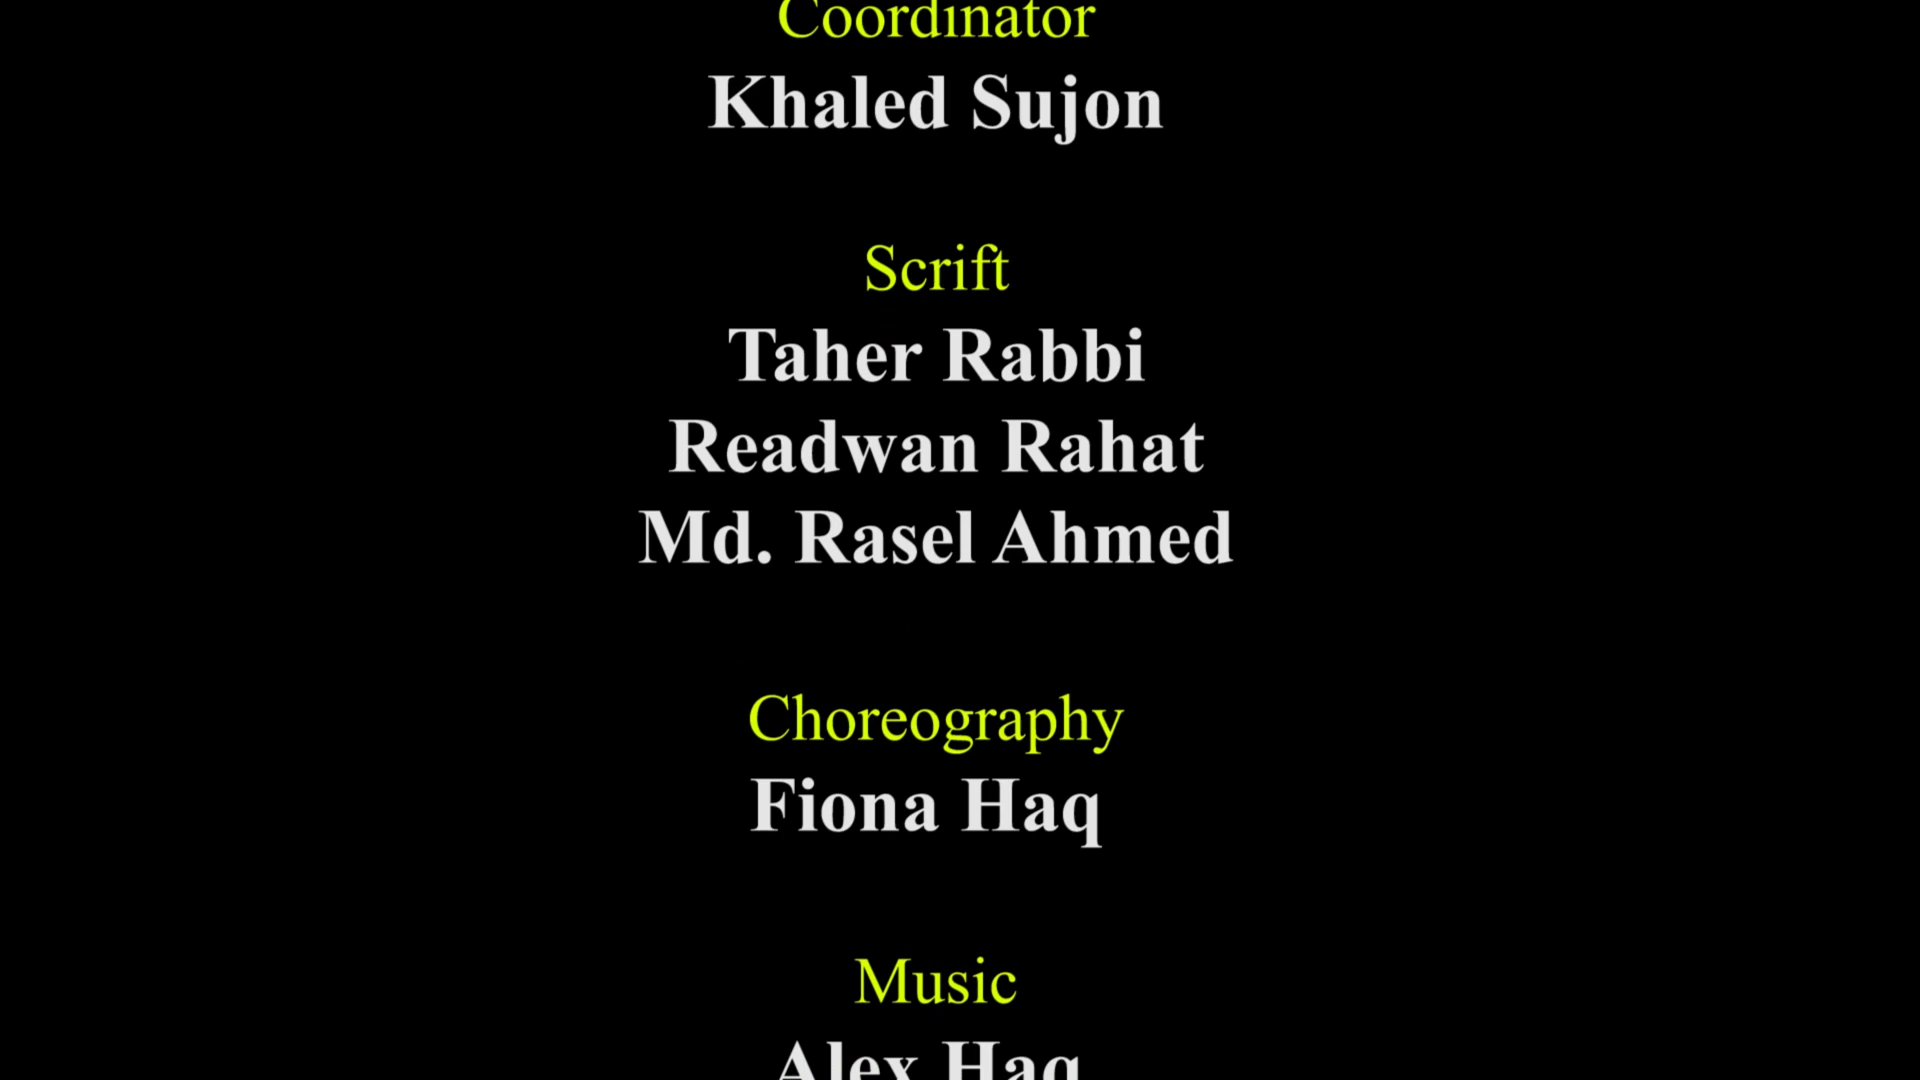 Coordinator
Khaled Sujon
Scrift
Taher Rabbi
Readwan Rahat
Md. Rasel Ahmed
Choreography
Fiona Haq
Music
Alex Haq